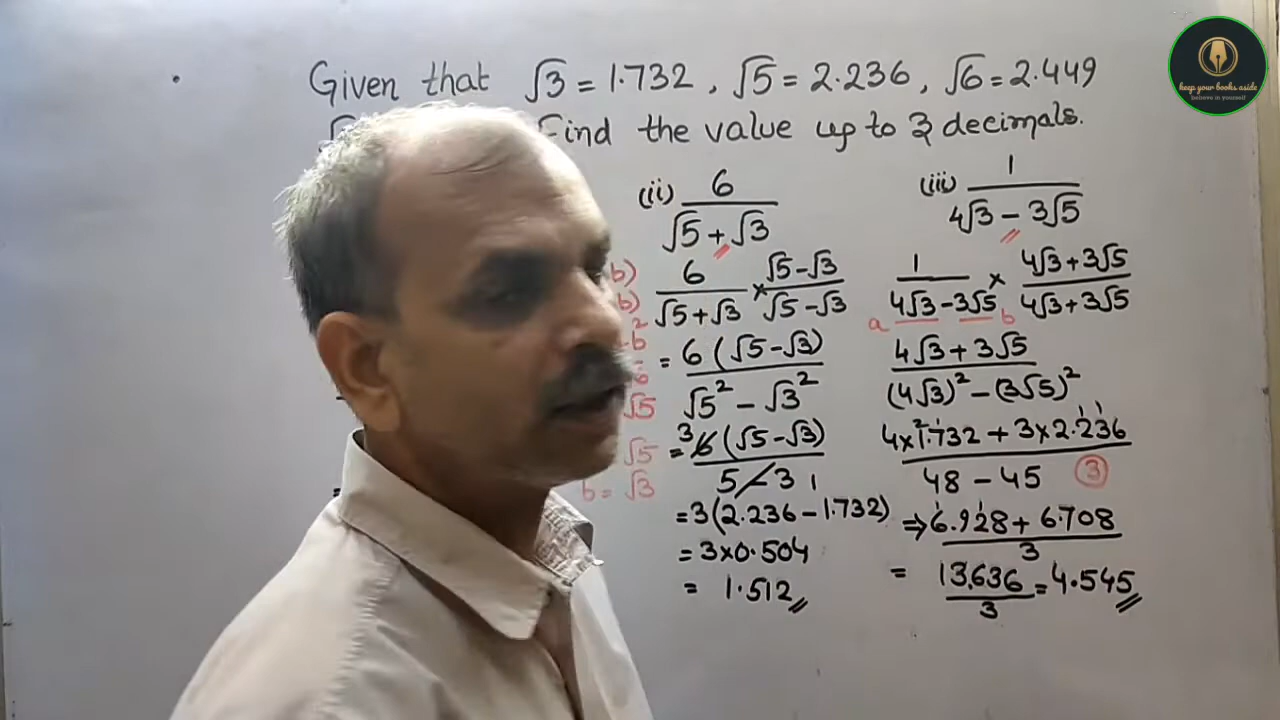 Given that √3 = 1.732, √5 = 2.236, √6 = 2.449
Find the value up to 3 decimals.
(ii) 6 / (√5 + √3)
6 / (√5 + √3) × (√5 - √3) / (√5 - √3)
= 6 (√5 - √3) / (√5² - √3²)
= 3 6 (√5 - √3) / (5 - 3) 1
= 3(2.236 - 1.732)
= 3×0.504
= 1.512
(iii) 1 / (4√3 - 3√5)
1 / (4√3 - 3√5) × (4√3 + 3√5) / (4√3 + 3√5)
a b
(4√3 + 3√5) / ((4√3)² - (3√5)²)
(4×1.732 + 3×2.236) / (48 - 45) 3
⇒ (6.928 + 6.708) / 3
= 13.636 / 3 = 4.545
b)
b)
b²
√5
√5
b = √3
keep your books aside